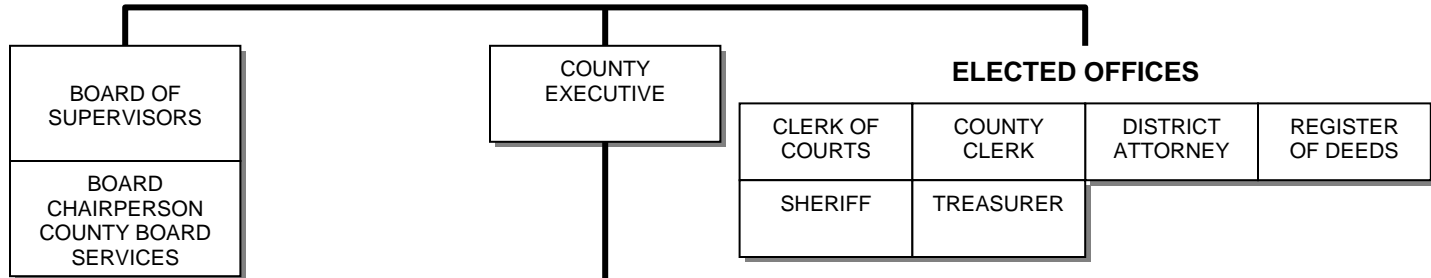 BOARD OF
SUPERVISORS
BOARD
CHAIRPERSON
COUNTY BOARD
SERVICES
COUNTY
EXECUTIVE
ELECTED OFFICES
CLERK OF
COURTS
COUNTY
CLERK
DISTRICT
ATTORNEY
REGISTER
OF DEEDS
SHERIFF
TREASURER